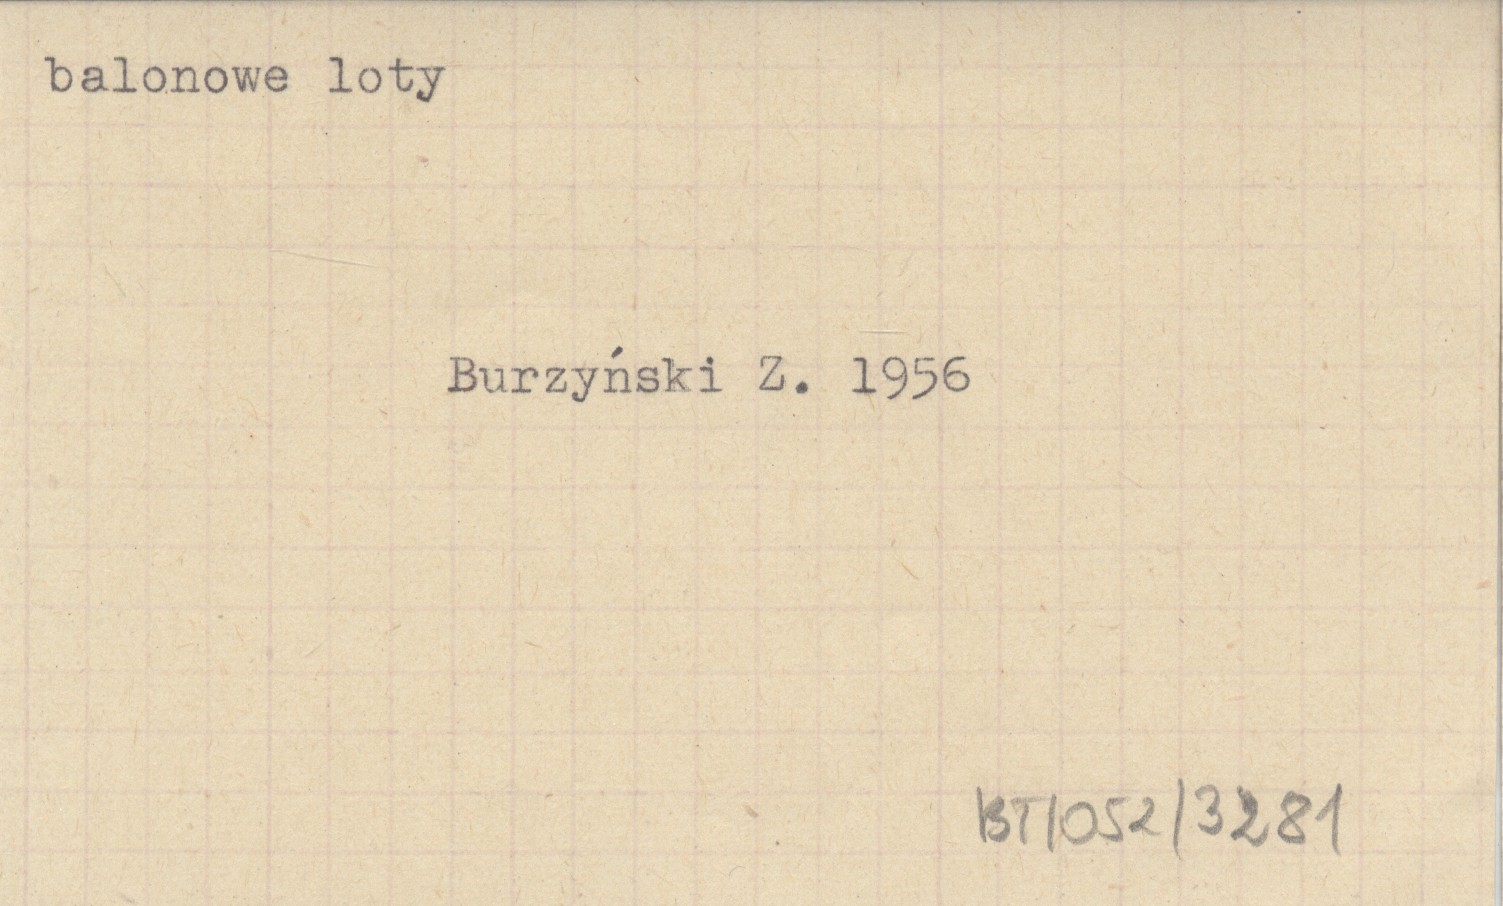 balonowe loty
Burzyński Z. 1956
BT/052/3281